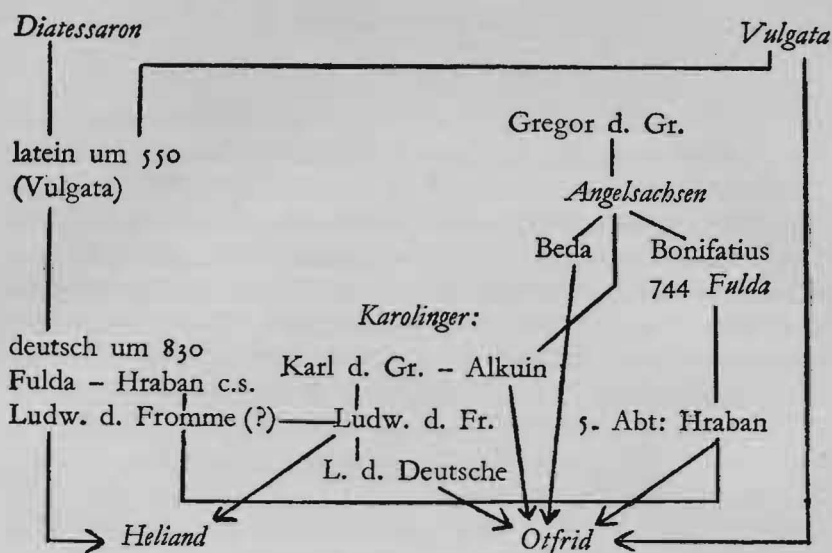 Diatessaron
Vulgata
Gregor d. Gr.
latein um 550
(Vulgata)
Angelsachsen
Beda
Bonifatius
744 Fulda
Karolinger:
deutsch um 830
Fulda – Hraban c.s.
Ludw. d. Fromme (?)
Karl d. Gr. – Alkuin
Ludw. d. Fr.
5. Abt: Hraban
L. d. Deutsche
Heliand
Otfrid